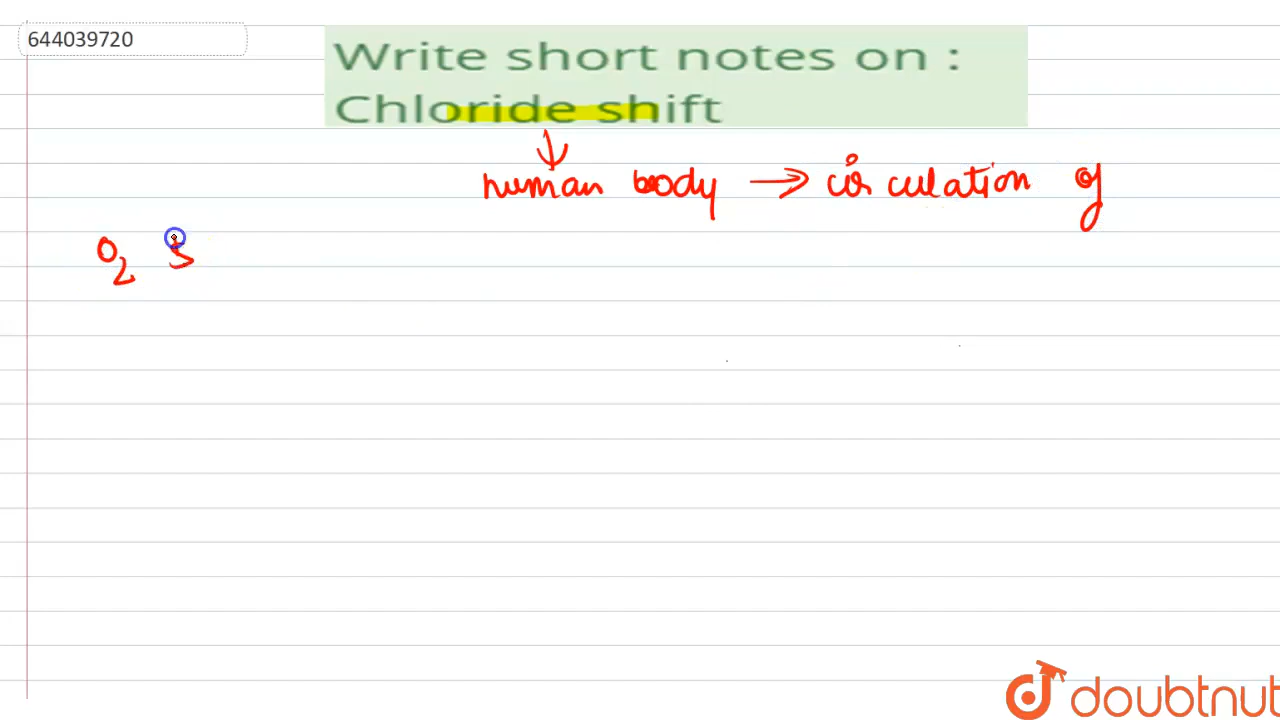 644039720
Write short notes on :
Chloride shift
human body → circulation of
O2
doubtnut